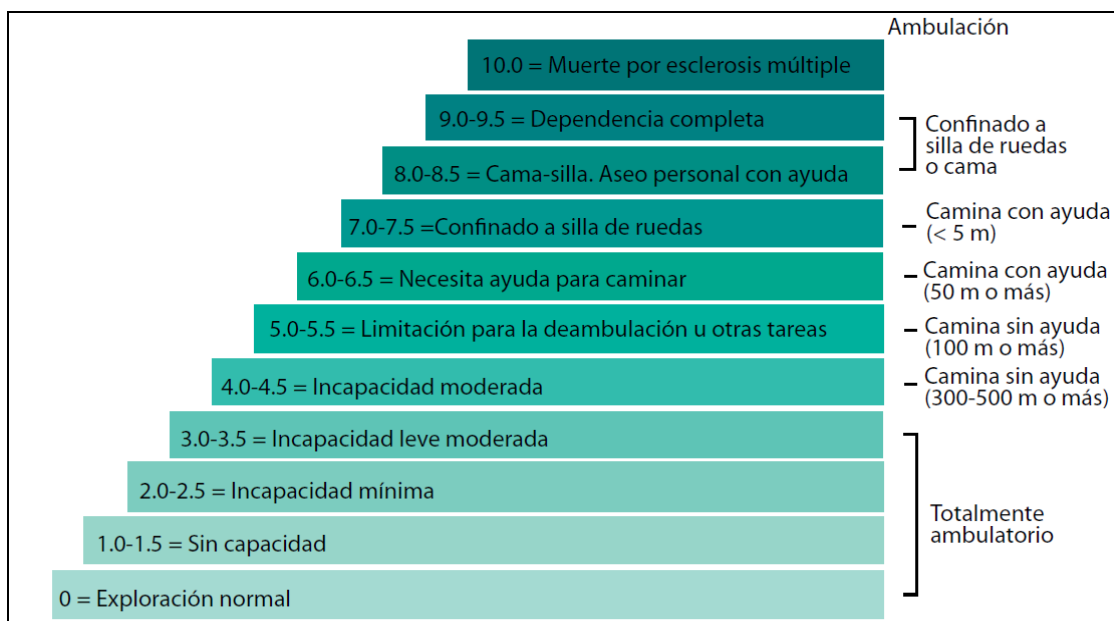 Ambulación
10.0 = Muerte por esclerosis múltiple
9.0-9.5 = Dependencia completa
Confinado a
silla de ruedas
o cama
8.0-8.5 = Cama-silla. Aseo personal con ayuda
7.0-7.5 =Confinado a silla de ruedas
Camina con ayuda
(< 5 m)
6.0-6.5 = Necesita ayuda para caminar
Camina con ayuda
(50 m o más)
5.0-5.5 = Limitación para la deambulación u otras tareas
Camina sin ayuda
(100 m o más)
4.0-4.5 = Incapacidad moderada
Camina sin ayuda
(300-500 m o más)
3.0-3.5 = Incapacidad leve moderada
2.0-2.5 = Incapacidad mínima
Totalmente
ambulatorio
1.0-1.5 = Sin capacidad
0 = Exploración normal